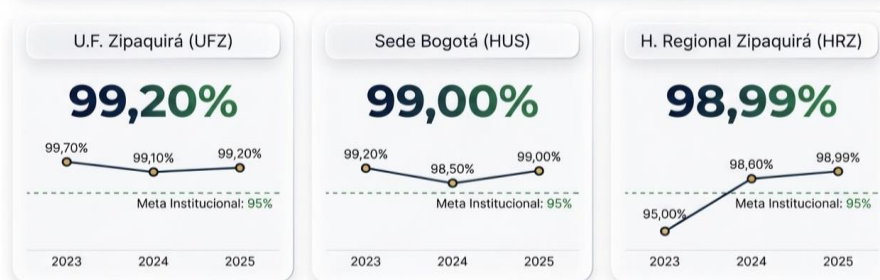 U.F. Zipaquirá (UFZ)
99,20%
99,70%
99,10%
99,20%
Meta Institucional: 95%
2023 2024 2025
Sede Bogotá (HUS)
99,00%
99,20%
98,50%
99,00%
Meta Institucional: 95%
2023 2024 2025
H. Regional Zipaquirá (HRZ)
98,99%
95,00%
98,60%
98,99%
Meta Institucional: 95%
2023 2024 2025